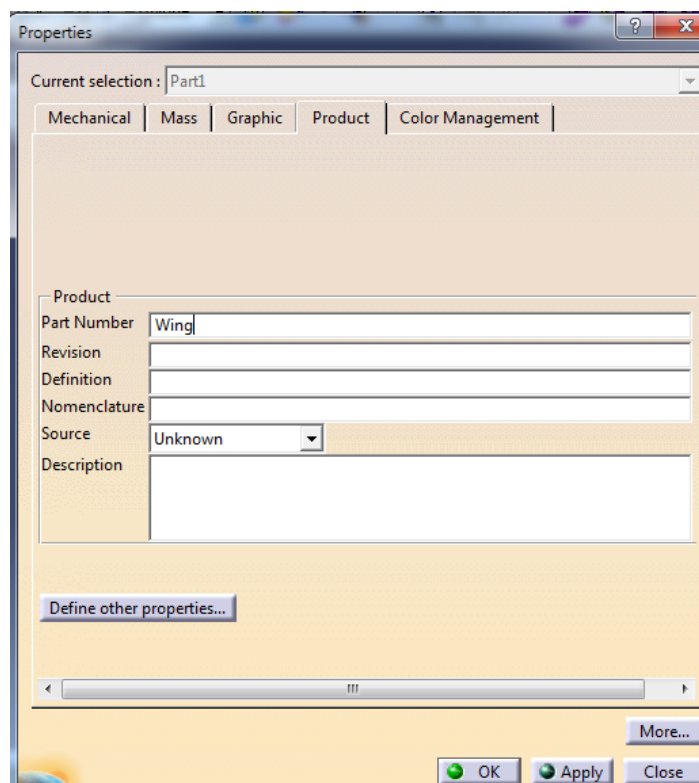 Properties
?
X
Current selection : Part1
Mechanical Mass Graphic Product Color Management
Product
Part Number Wing
Revision
Definition
Nomenclature
Source Unknown
Description
Define other properties...
More...
OK Apply Close